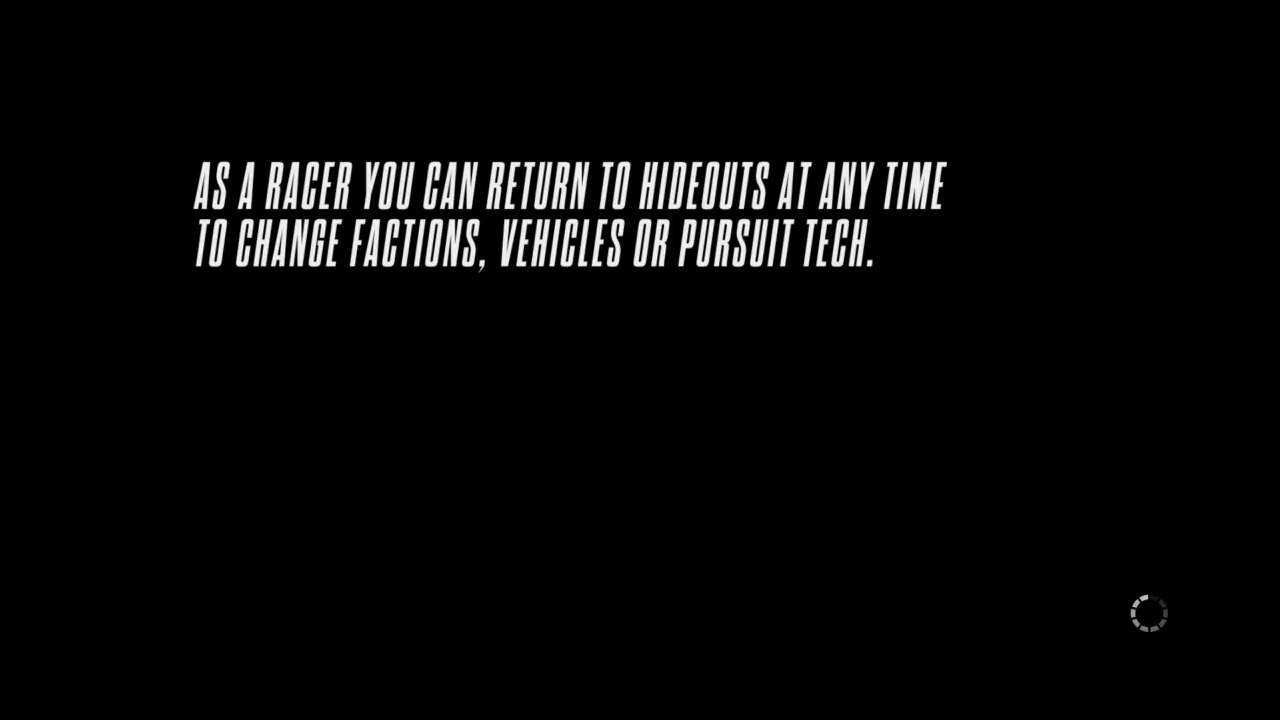 AS A RACER YOU CAN RETURN TO HIDEOUTS AT ANY TIME
TO CHANGE FACTIONS, VEHICLES OR PURSUIT TECH.